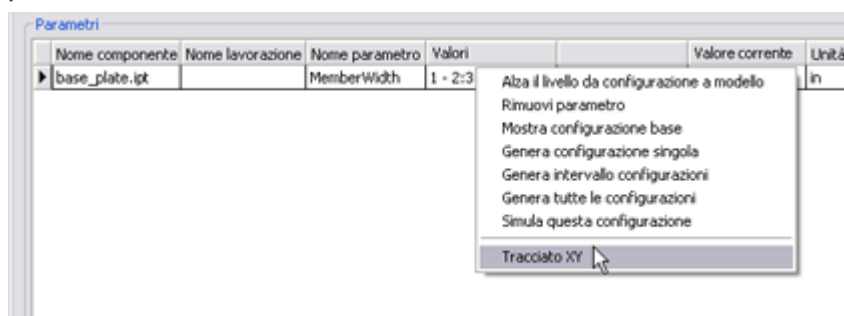 Parametri
Nome componente Nome lavorazione Nome parametro Valori Valore corrente Unità
base_plate.ipt MemberWidth 1 - 2:3 in
Alza il livello da configurazione a modello
Rimuovi parametro
Mostra configurazione base
Genera configurazione singola
Genera intervallo configurazioni
Genera tutte le configurazioni
Simula questa configurazione
Tracciato XY